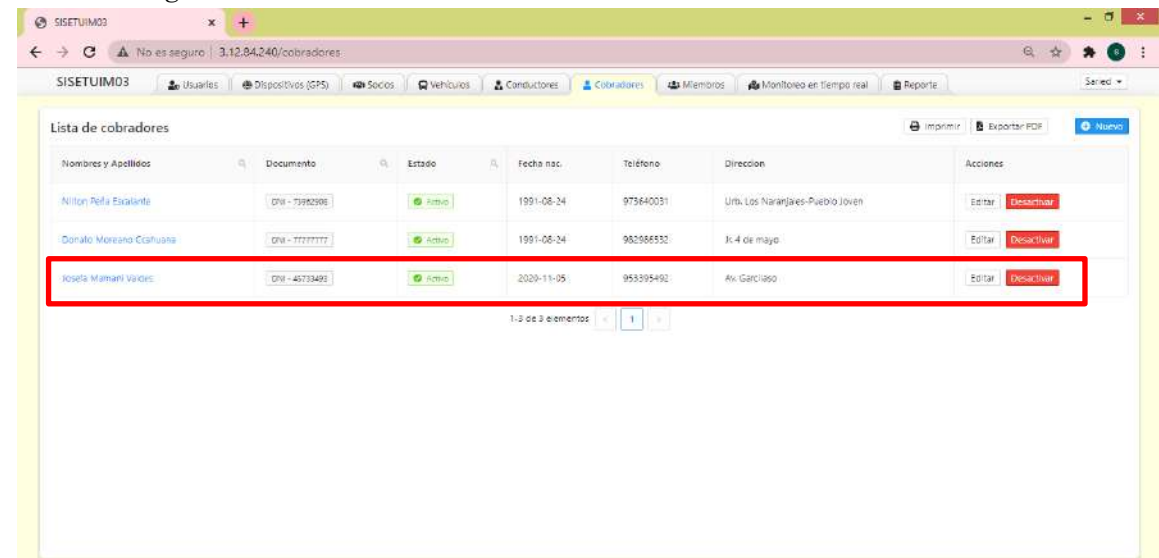 SISETUIM03
No es seguro | 3.12.84.240/cobradores
SISETUIM03 Usuarios Dispositivos (GPS) Socios Vehículos Conductores Cobradores Miembros Monitoreo en tiempo real Reporte Saried
Lista de cobradores Imprimir Exportar PDF Nuevo
Nombres y Apellidos Documento Estado Fecha nac. Teléfono Direccion Acciones
Nilton Peña Escalante DNI - 73982906 Activo 1991-08-24 973640031 Urb. Los Naranjales-Pueblo Joven Editar Desactivar
Donato Moreano Ccahuana DNI - 77777777 Activo 1991-08-24 982986532 Jr. 4 de mayo Editar Desactivar
Josefa Mamani Valdes DNI - 46733493 Activo 2020-11-05 953395492 Av. Garcilaso Editar Desactivar
1-3 de 3 elementos < 1 >